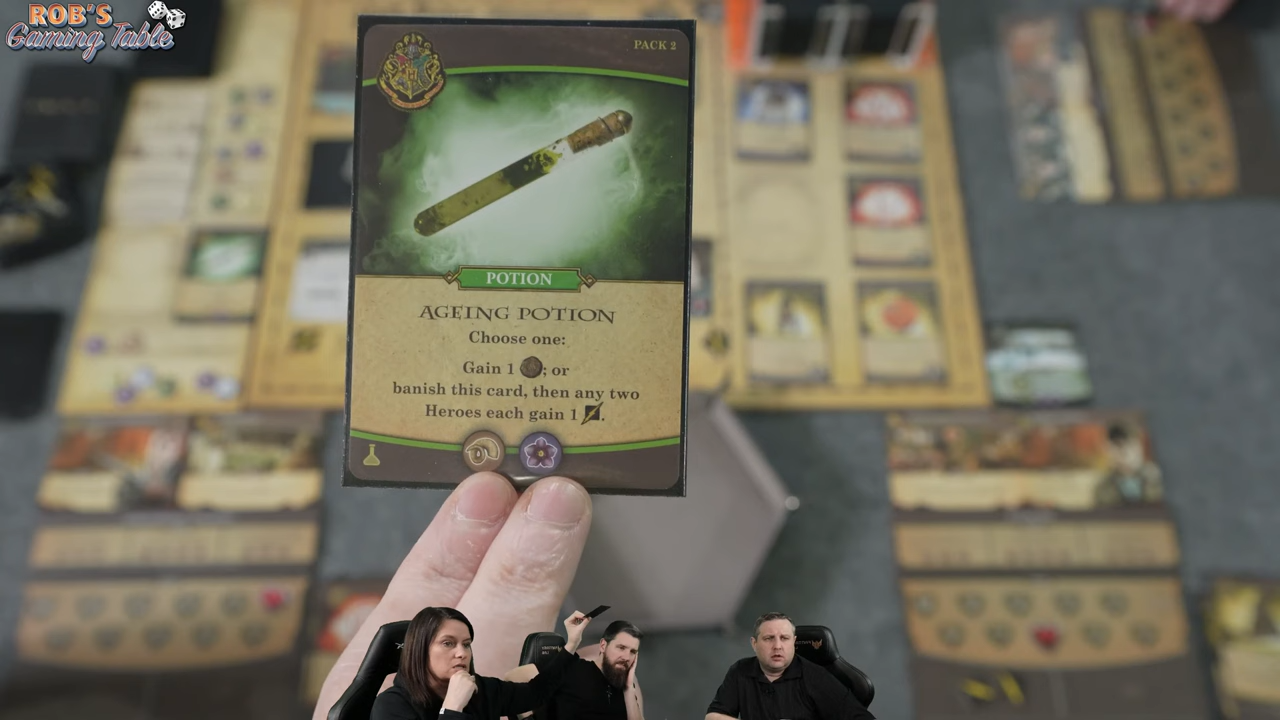 ROB'S
Gaming Table
PACK 2
POTION
AGEING POTION
Choose one:
Gain 1 ; or
banish this card, then any two
Heroes each gain 1 .